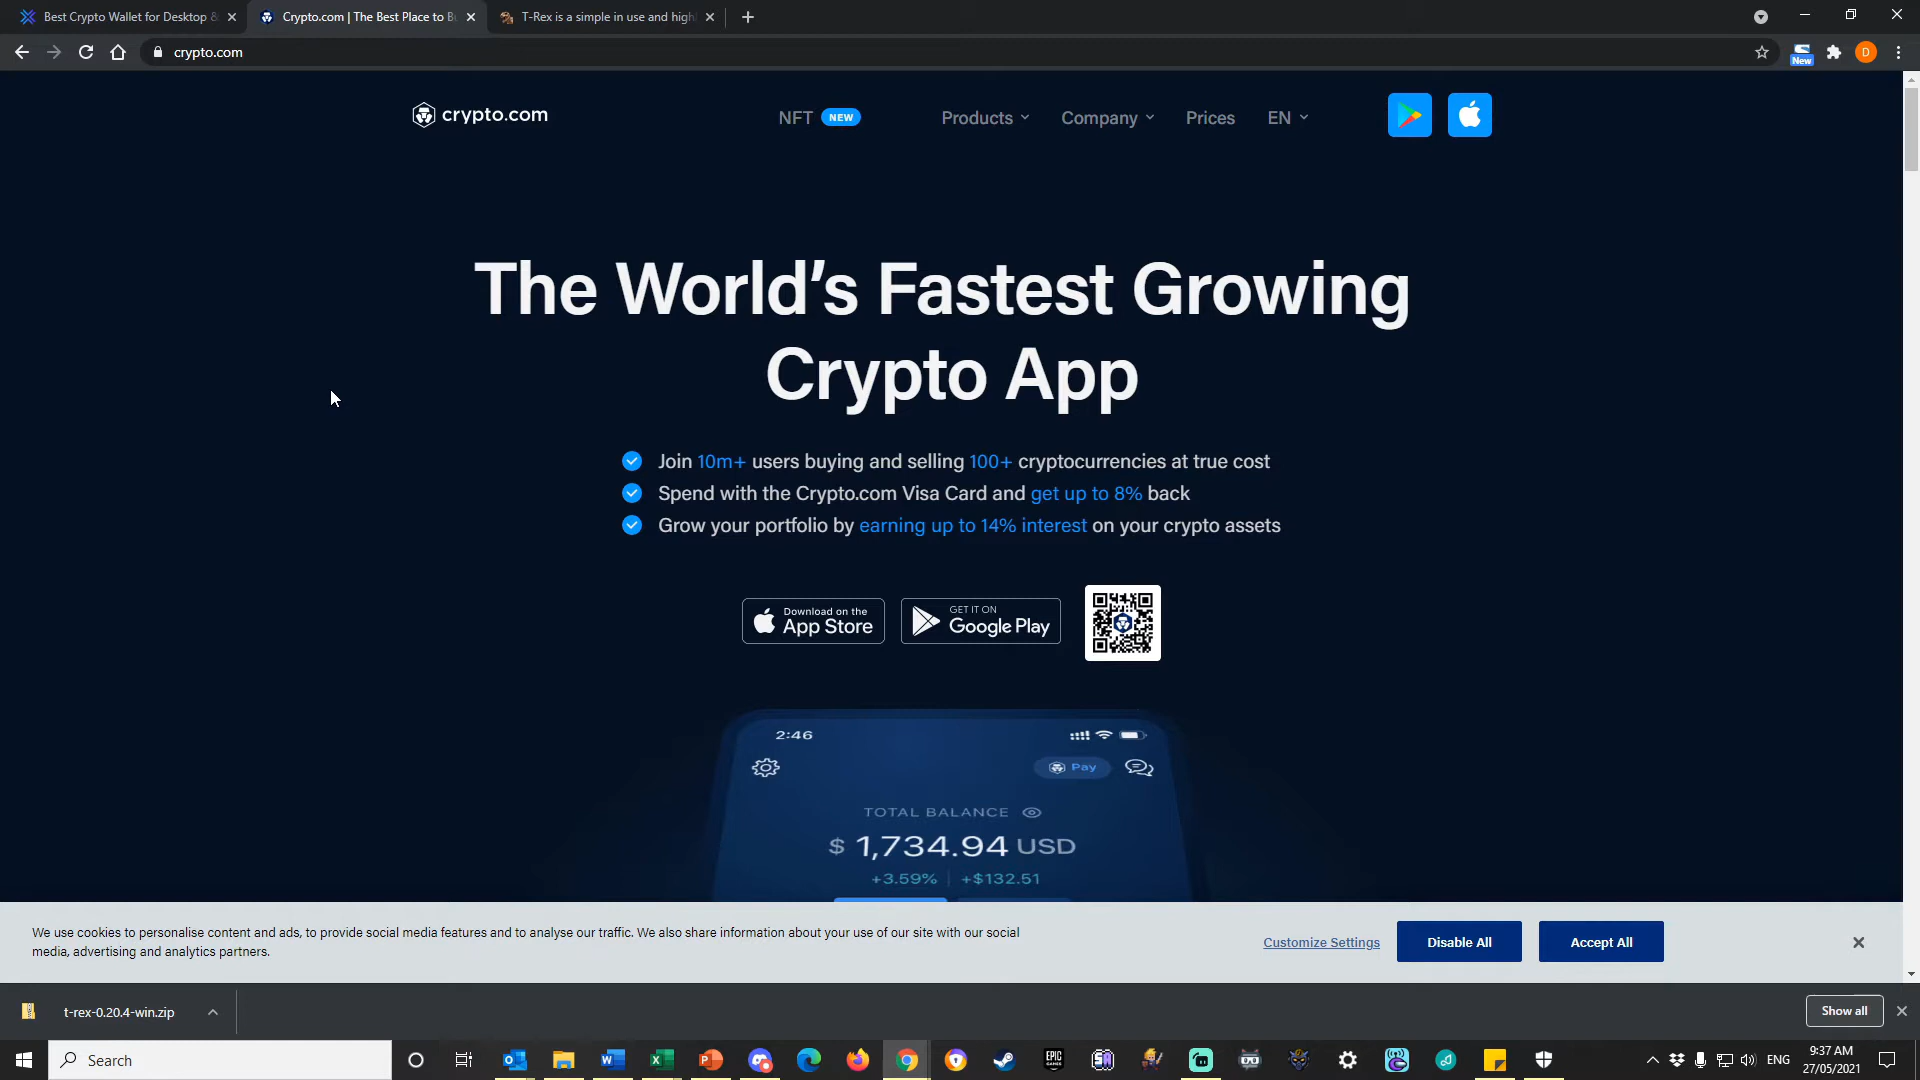 Best Crypto Wallet for Desktop &
Crypto.com | The Best Place to Bu
T-Rex is a simple in use and high
crypto.com
New
D
crypto.com
NFT NEW
Products
Company
Prices
EN
The World's Fastest Growing
Crypto App
Join 10m+ users buying and selling 100+ cryptocurrencies at true cost
Spend with the Crypto.com Visa Card and get up to 8% back
Grow your portfolio by earning up to 14% interest on your crypto assets
Download on the
App Store
GET IT ON
Google Play
2:46
Pay
TOTAL BALANCE
$ 1,734.94 USD
+3.59% | +$132.51
We use cookies to personalise content and ads, to provide social media features and to analyse our traffic. We also share information about your use of our site with our social
media, advertising and analytics partners.
Customize Settings
Disable All
Accept All
t-rex-0.20.4-win.zip
Show all
Search
EPIC
GAMES
ENG
9:37 AM
27/05/2021